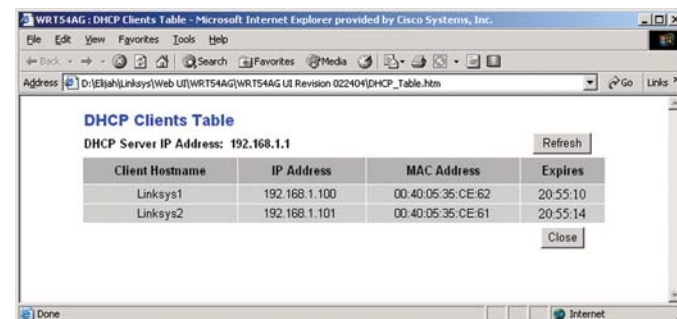 WRT54AG : DHCP Clients Table - Microsoft Internet Explorer provided by Cisco Systems, Inc.
File Edit View Favorites Tools Help
Back Search Favorites Media
Address D:\Elijah\Linksys\Web UI\WRT54AG\WRT54AG UI Revision 022404\DHCP_Table.htm Go Links
DHCP Clients Table
DHCP Server IP Address: 192.168.1.1 Refresh
Client Hostname IP Address MAC Address Expires
Linksys1 192.168.1.100 00:40:05:35:CE:62 20:55:10
Linksys2 192.168.1.101 00:40:05:35:CE:61 20:55:14
Close
Done Internet